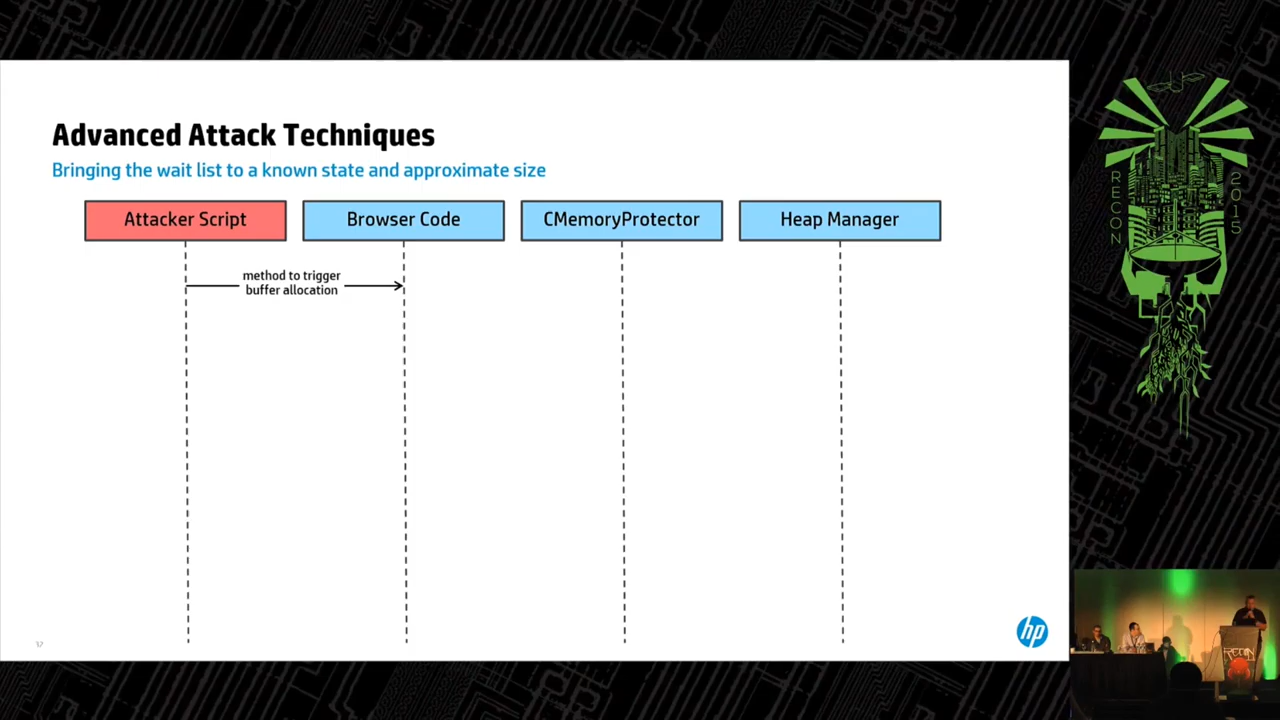 Advanced Attack Techniques
Bringing the wait list to a known state and approximate size
Attacker Script
Browser Code
CMemoryProtector
Heap Manager
method to trigger
buffer allocation
hp
RECON
2015
RECON